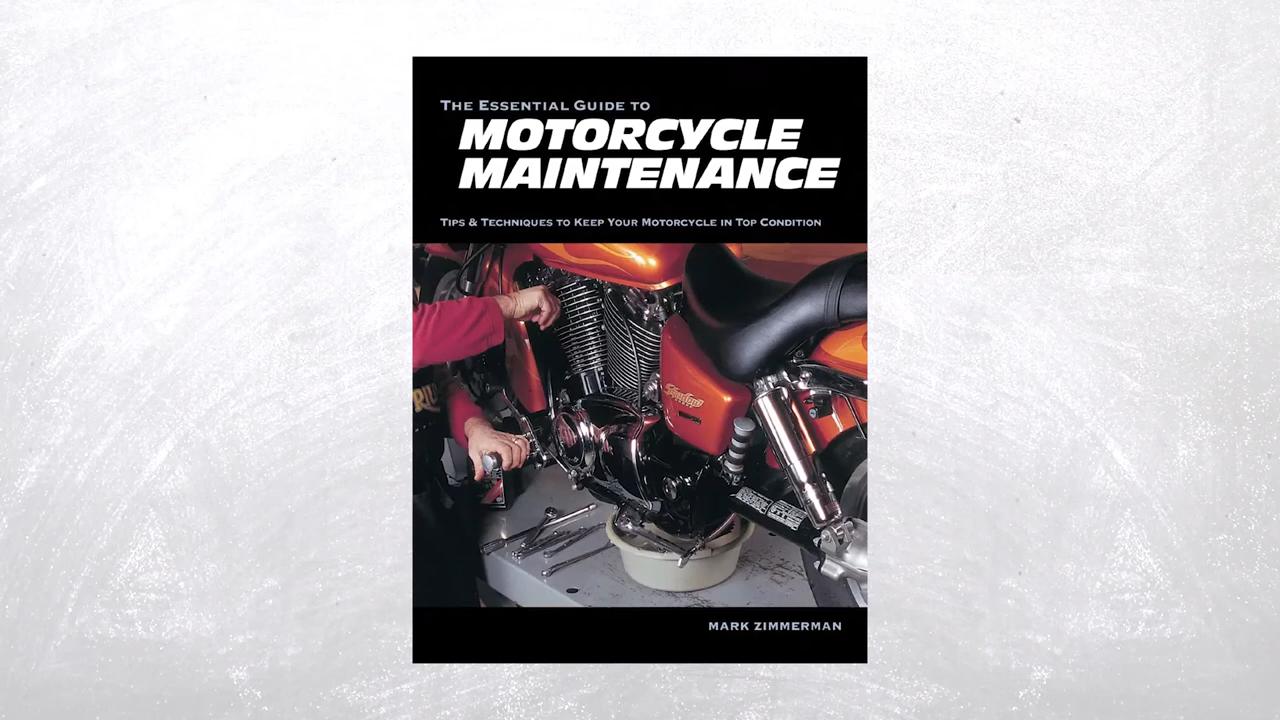 THE ESSENTIAL GUIDE TO
MOTORCYCLE
MAINTENANCE
TIPS & TECHNIQUES TO KEEP YOUR MOTORCYCLE IN TOP CONDITION
MARK ZIMMERMAN